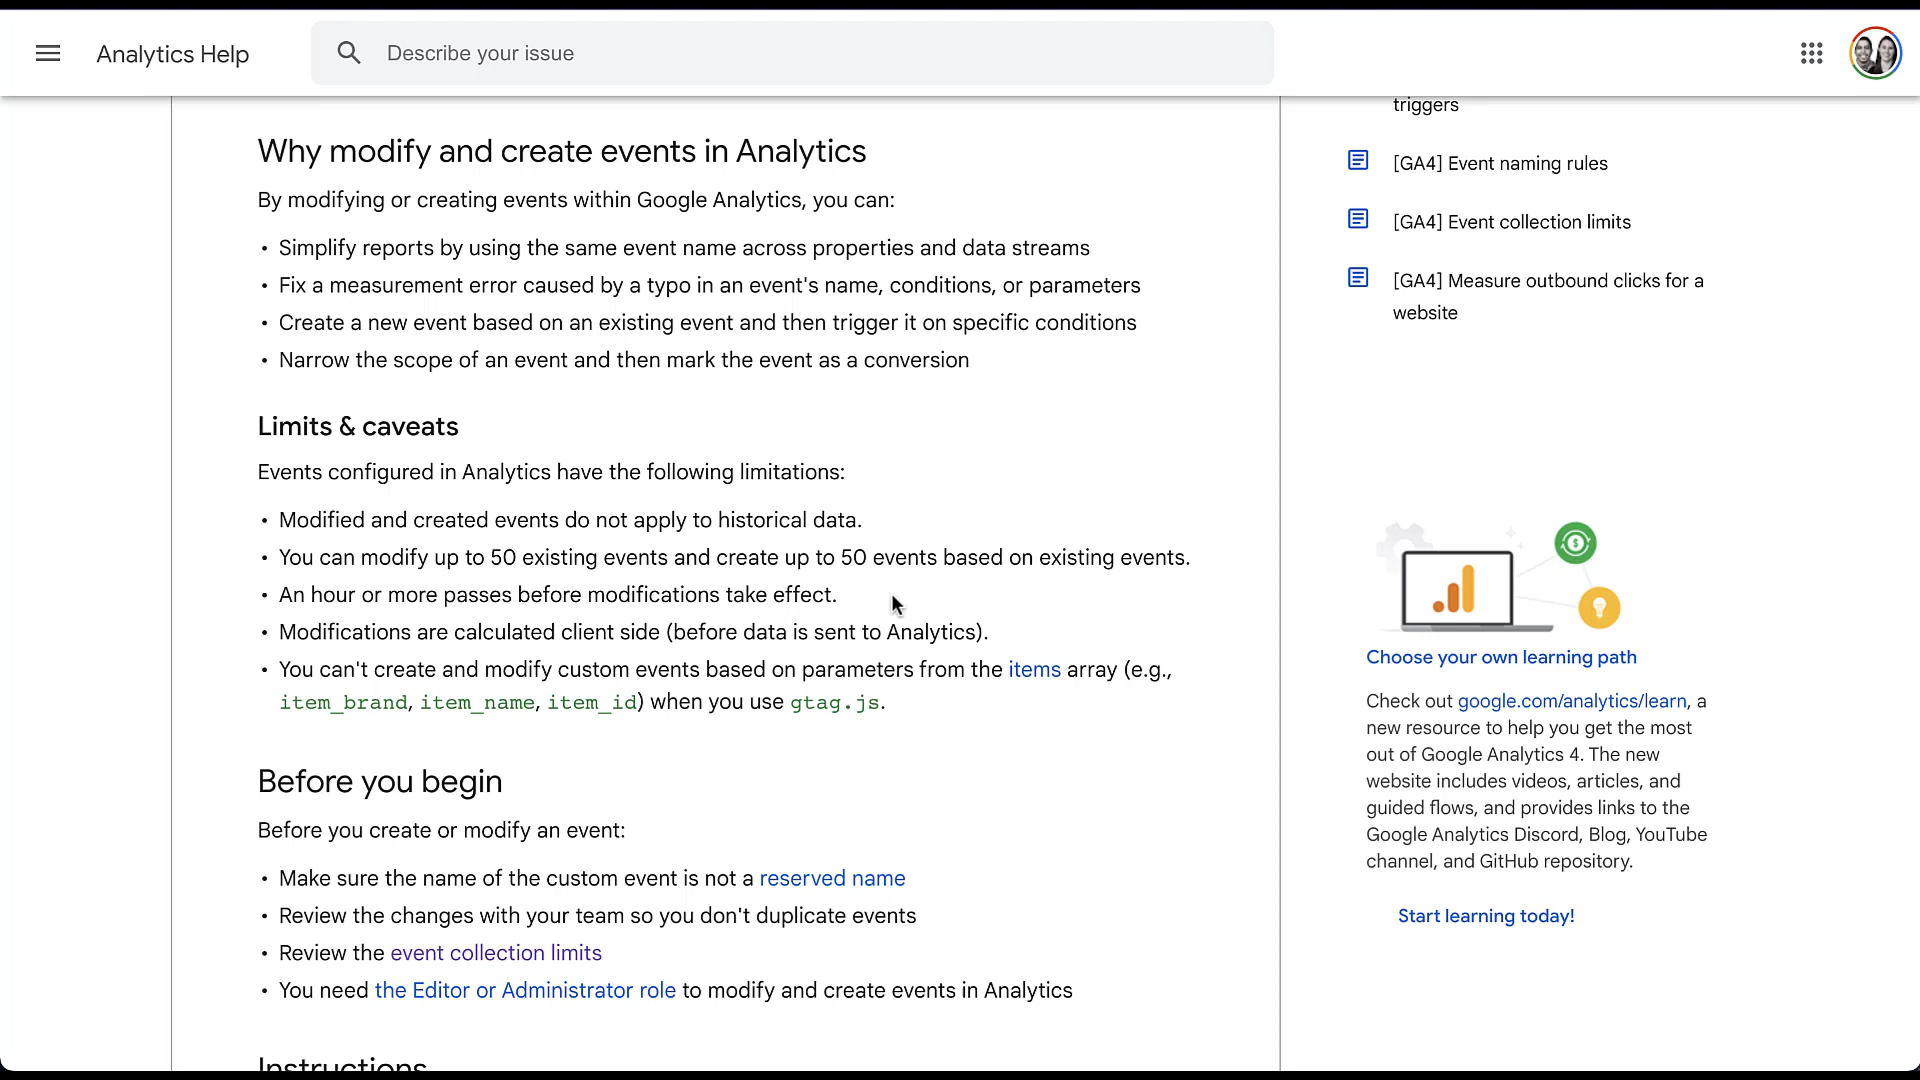 Analytics Help
Describe your issue
Why modify and create events in Analytics
By modifying or creating events within Google Analytics, you can:
• Simplify reports by using the same event name across properties and data streams
• Fix a measurement error caused by a typo in an event's name, conditions, or parameters
• Create a new event based on an existing event and then trigger it on specific conditions
• Narrow the scope of an event and then mark the event as a conversion
Limits & caveats
Events configured in Analytics have the following limitations:
• Modified and created events do not apply to historical data.
• You can modify up to 50 existing events and create up to 50 events based on existing events.
• An hour or more passes before modifications take effect.
• Modifications are calculated client side (before data is sent to Analytics).
• You can't create and modify custom events based on parameters from the items array (e.g.,
item_brand, item_name, item_id) when you use gtag.js.
Before you begin
Before you create or modify an event:
• Make sure the name of the custom event is not a reserved name
• Review the changes with your team so you don't duplicate events
• Review the event collection limits
• You need the Editor or Administrator role to modify and create events in Analytics
Instructions
triggers
[GA4] Event naming rules
[GA4] Event collection limits
[GA4] Measure outbound clicks for a
website
Choose your own learning path
Check out google.com/analytics/learn, a
new resource to help you get the most
out of Google Analytics 4. The new
website includes videos, articles, and
guided flows, and provides links to the
Google Analytics Discord, Blog, YouTube
channel, and GitHub repository.
Start learning today!